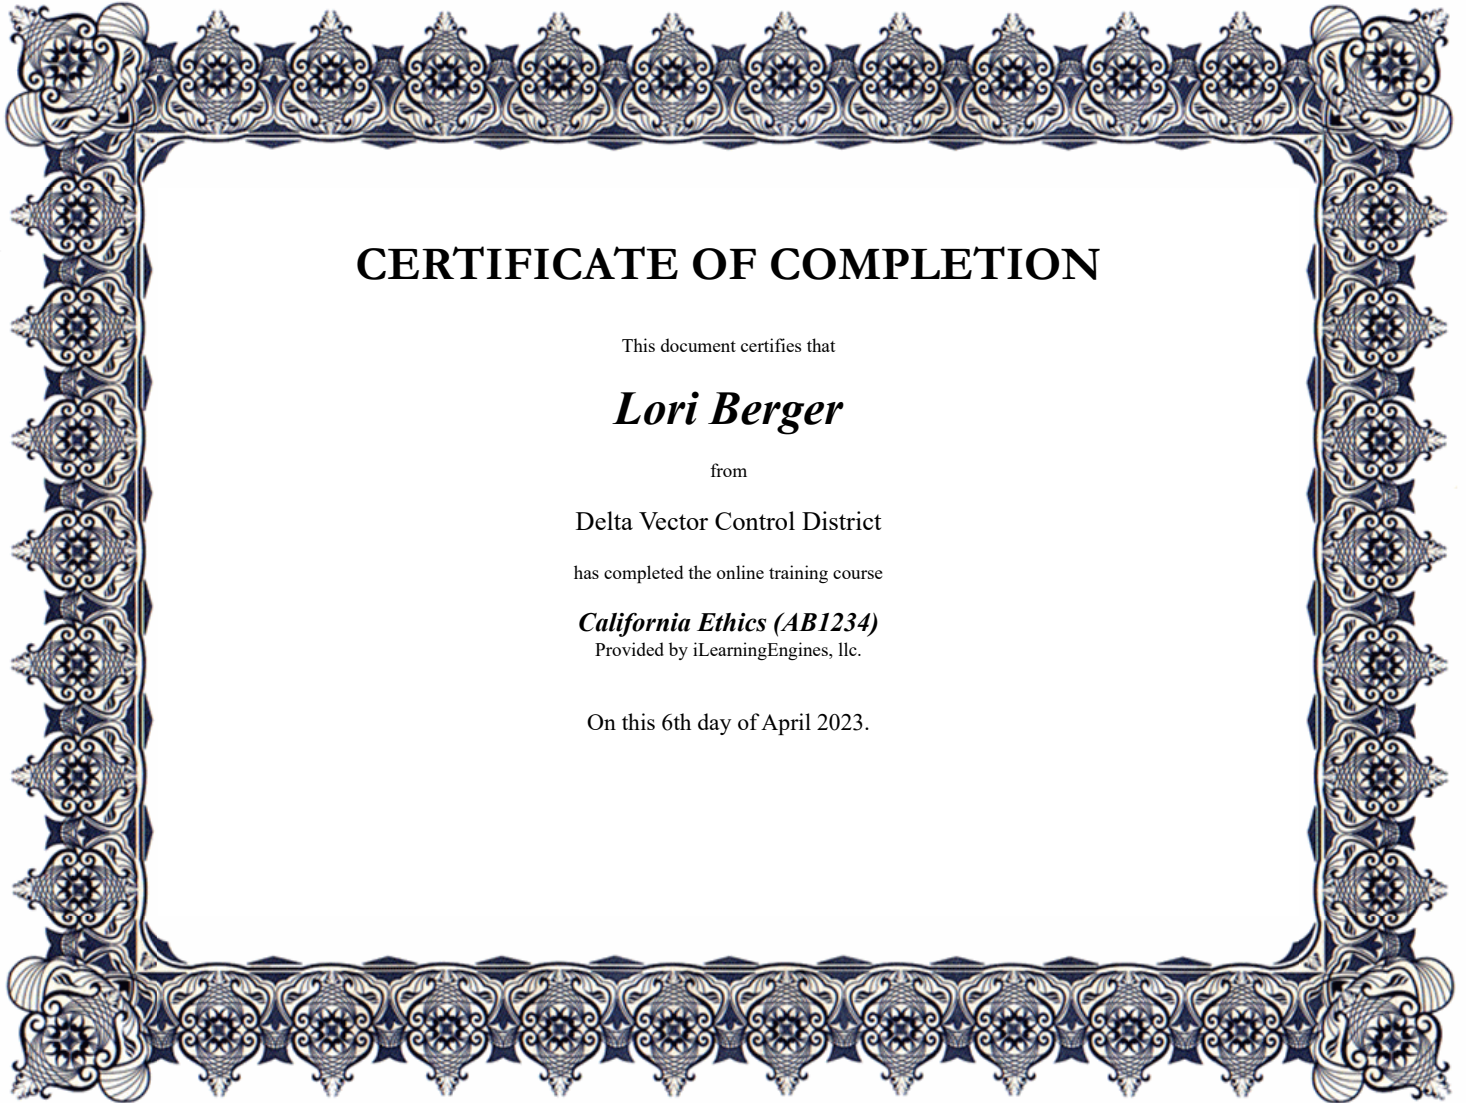 CERTIFICATE OF COMPLETION
This document certifies that
Lori Berger
from
Delta Vector Control District
has completed the online training course
California Ethics (AB1234)
Provided by iLearningEngines, llc.
On this 6th day of April 2023.